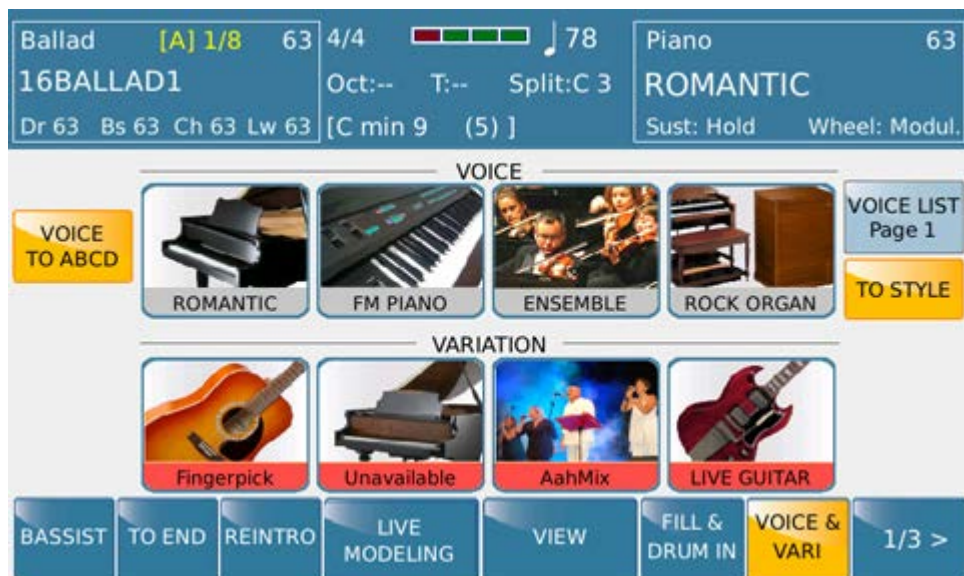 Ballad [A] 1/8 63
16BALLAD1
Dr 63 Bs 63 Ch 63 Lw 63
4/4 78
Oct:-- T:-- Split:C 3
[C min 9 (5) ]
Piano 63
ROMANTIC
Sust: Hold Wheel: Modul.
VOICE
VOICE
TO ABCD
ROMANTIC
FM PIANO
ENSEMBLE
ROCK ORGAN
VOICE LIST
Page 1
TO STYLE
VARIATION
Fingerpick
Unavailable
AahMix
LIVE GUITAR
BASSIST
TO END
REINTRO
LIVE
MODELING
VIEW
FILL &
DRUM IN
VOICE &
VARI
1/3 >